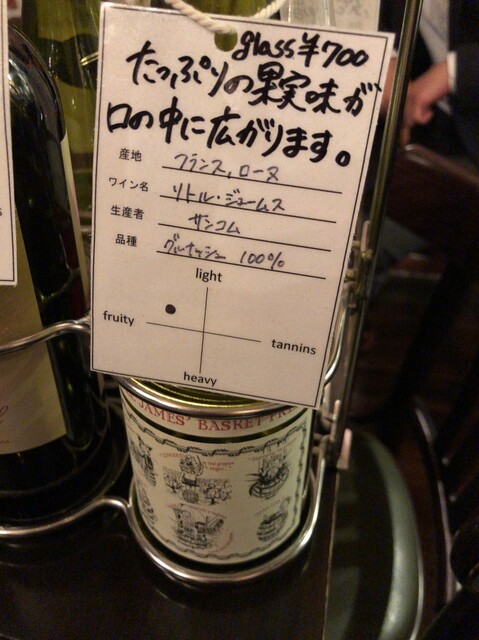 glass¥700
たっぷりの果実味が
口の中に広がります。
産地 フランス, ローヌ
ワイン名 リトル・ジェームス
生産者 サンコム
品種 グルナッシュ 100%
light
fruity
tannins
heavy
JAMES' BASKET PR